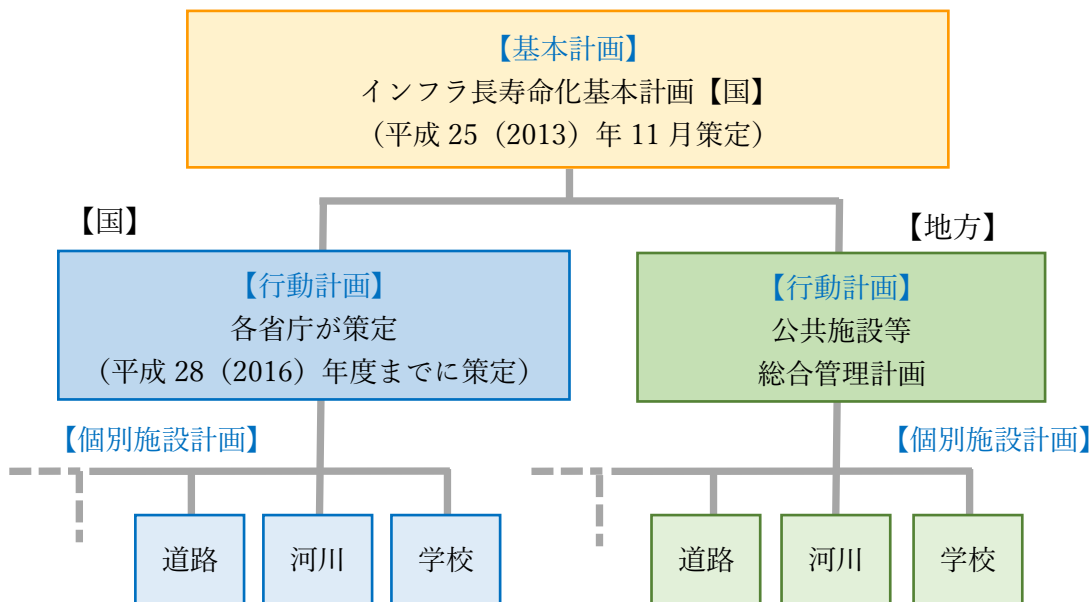 【基本計画】
インフラ長寿命化基本計画【国】
（平成 25（2013）年 11 月策定）
【国】
【地方】
【行動計画】
各省庁が策定
（平成 28（2016）年度までに策定）
【行動計画】
公共施設等
総合管理計画
【個別施設計画】
【個別施設計画】
道路
河川
学校
道路
河川
学校